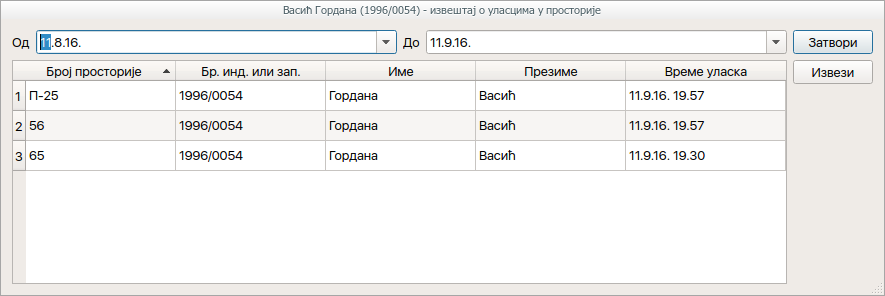 Васић Гордана (1996/0054) - извештај о уласцима у просторије
Од 11.8.16. До 11.9.16. Затвори
Број просторије Бр. инд. или зап. Име Презиме Време уласка Извези
1 П-25 1996/0054 Гордана Васић 11.9.16. 19.57
2 56 1996/0054 Гордана Васић 11.9.16. 19.57
3 65 1996/0054 Гордана Васић 11.9.16. 19.30